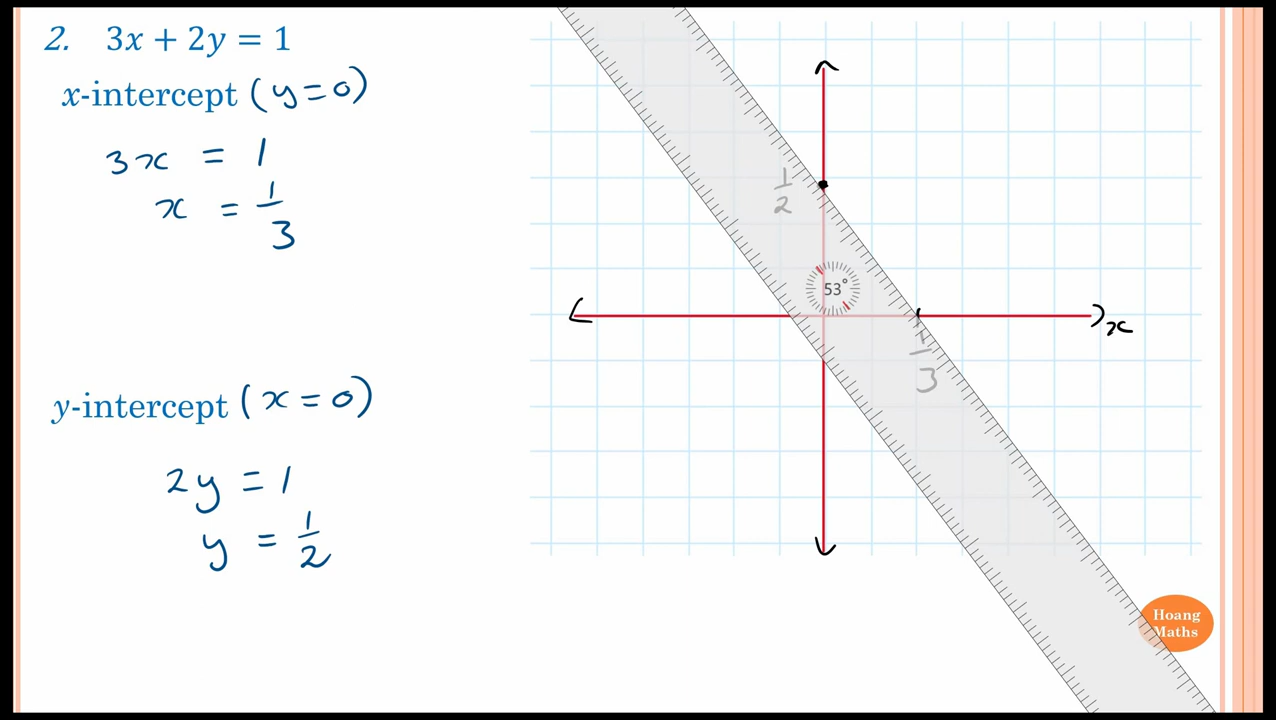 2. 3x + 2y = 1
x-intercept (y=0)
3x = 1
x = 1/3
y-intercept (x=0)
2y = 1
y = 1/2
1/2
53°
x
1/3
Hoang
Maths